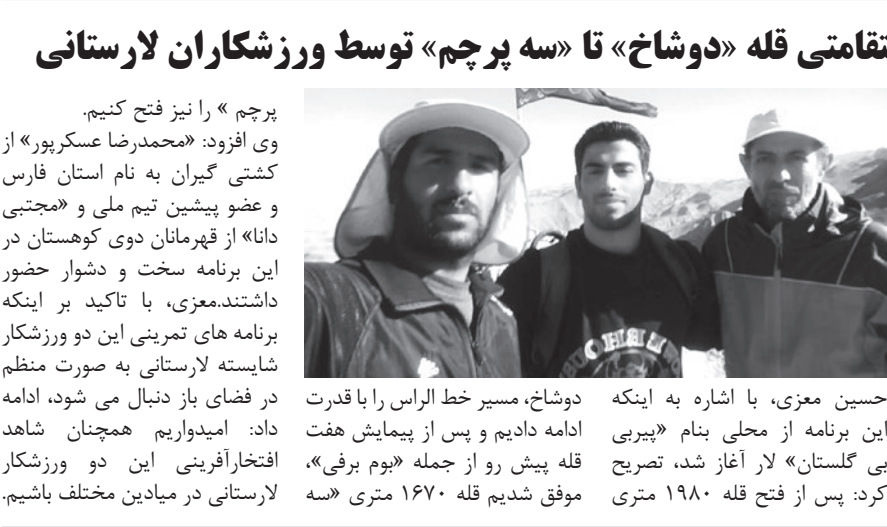 تقامتی قله «دوشاخ» تا «سه پرچم» توسط ورزشکاران لارستانی
حسین معزی، با اشاره به اینکه
این برنامه از محلی بنام «پیربی
بی گلستان» لار آغاز شد، تصریح
کرد: پس از فتح قله ۱۹۸۰ متری
دوشاخ، مسیر خط الراس را با قدرت
ادامه دادیم و پس از پیمایش هفت
قله پیش رو از جمله «بوم برفی»،
موفق شدیم قله ۱۶۷۰ متری «سه
پرچم » را نیز فتح کنیم.
وی افزود: «محمدرضا عسکرپور» از
کشتی گیران به نام استان فارس
و عضو پیشین تیم ملی و «مجتبی
دانا» از قهرمانان دوی کوهستان در
این برنامه سخت و دشوار حضور
داشتند.معزی، با تاکید بر اینکه
برنامه های تمرینی این دو ورزشکار
شایسته لارستانی به صورت منظم
در فضای باز دنبال می شود، ادامه
داد: امیدواریم همچنان شاهد
افتخارآفرینی این دو ورزشکار
لارستانی در میادین مختلف باشیم.